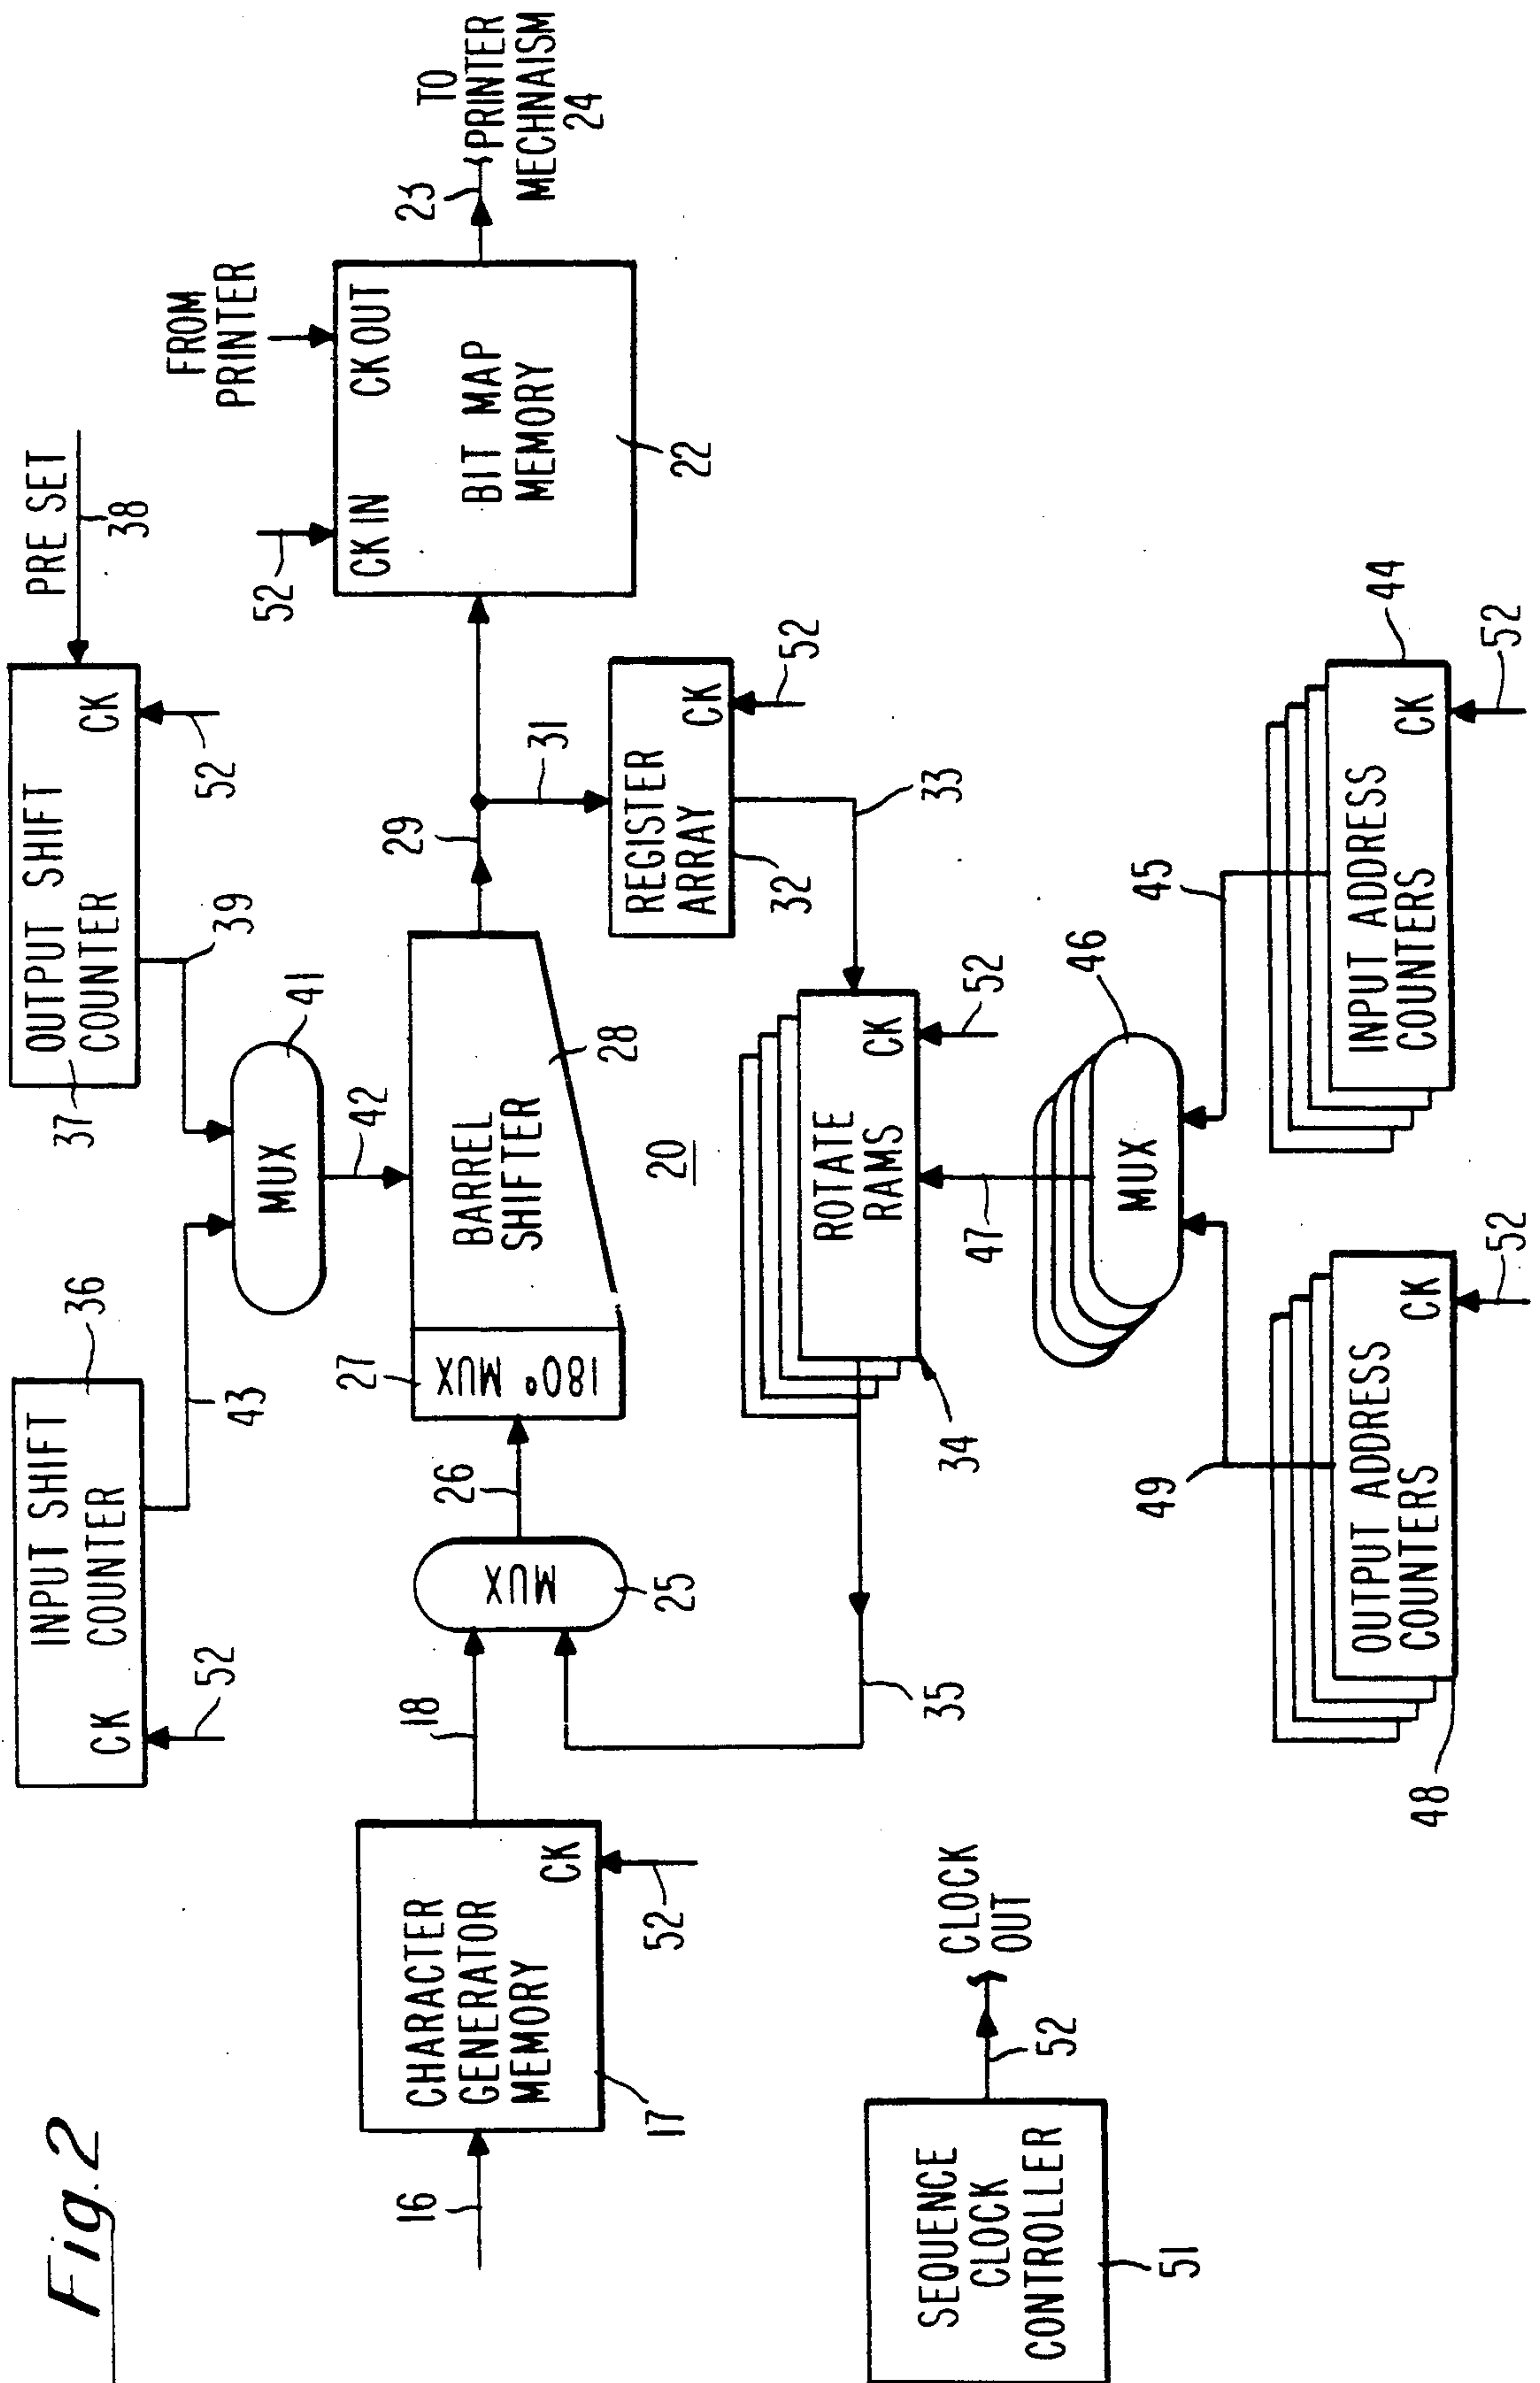 Fig. 2
INPUT SHIFT
COUNTER
CK
36
52
43
OUTPUT SHIFT
COUNTER
CK
37
PRE SET
38
52
39
MUX
41
42
16
CHARACTER
GENERATOR
MEMORY
CK
17
52
18
MUX
25
26
27
180° MUX
BARREL
SHIFTER
28
29
31
52
CK IN
CK OUT
FROM
PRINTER
BIT MAP
MEMORY
22
23
TO
PRINTER
MECHNAISM
24
REGISTER
ARRAY
CK
32
52
33
20
ROTATE
RAMS
CK
34
52
35
47
MUX
46
45
49
SEQUENCE
CLOCK
CONTROLLER
51
52
CLOCK
OUT
OUTPUT ADDRESS
COUNTERS
CK
48
52
INPUT ADDRESS
COUNTERS
CK
44
52